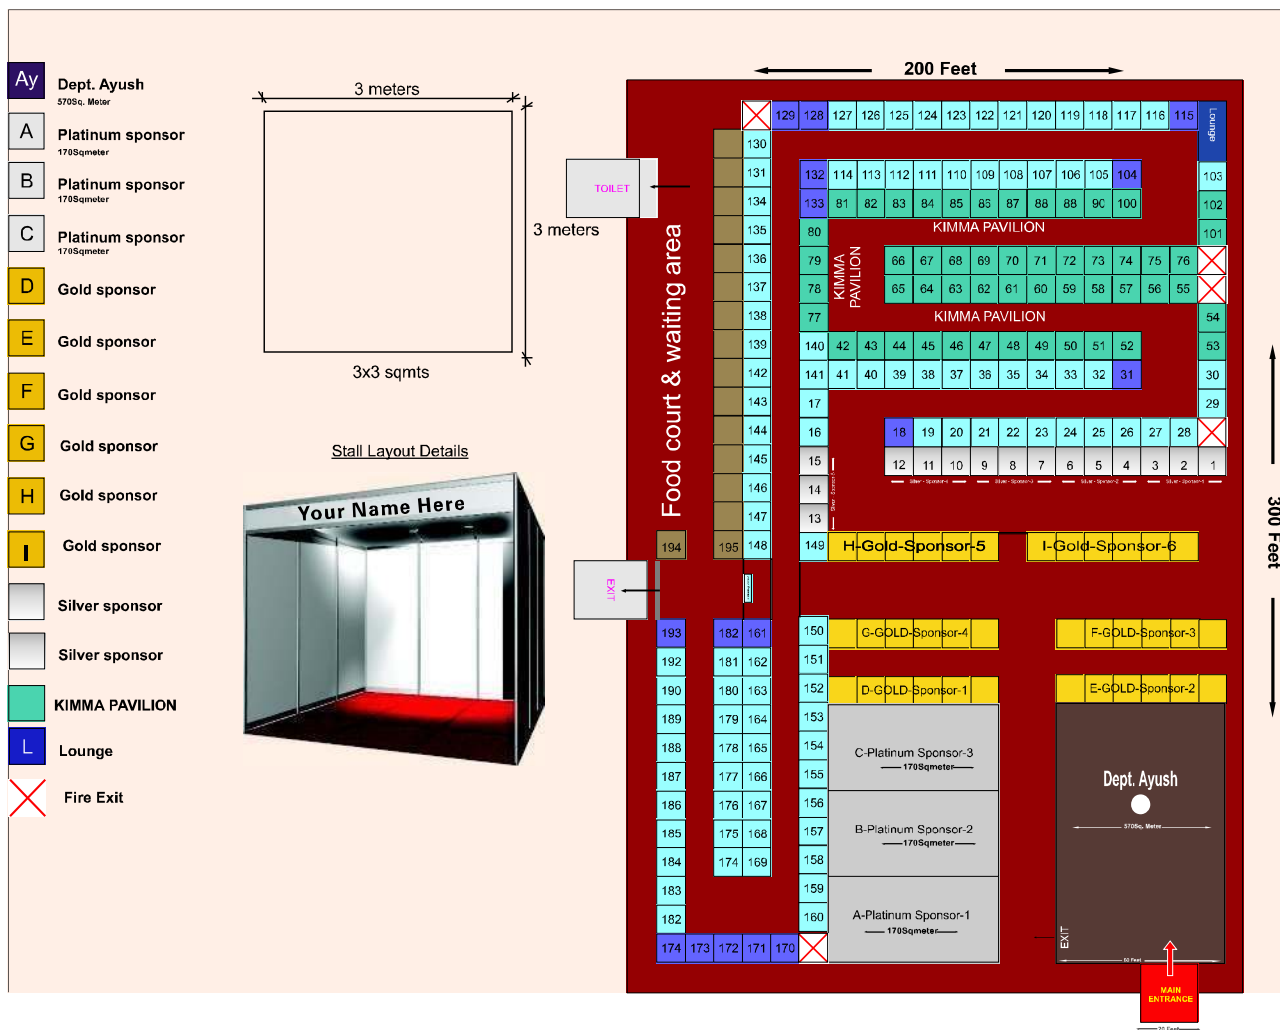 Ay Dept. Ayush
570Sq. Meter
A Platinum sponsor
170Sqmeter
B Platinum sponsor
170Sqmeter
C Platinum sponsor
170Sqmeter
D Gold sponsor
E Gold sponsor
F Gold sponsor
G Gold sponsor
H Gold sponsor
I Gold sponsor
Silver sponsor
Silver sponsor
KIMMA PAVILION
L Lounge
Fire Exit
3 meters
3 meters
3x3 sqmts
Stall Layout Details
Your Name Here
200 Feet
300 Feet
129 128 127 126 125 124 123 122 121 120 119 118 117 116 115
Lounge
130
131
134
135
136
137
138
139
142
143
144
145
146
147
194 195 148
TOILET
Food court & waiting area
132 114 113 112 111 110 109 108 107 106 105 104 103
133 81 82 83 84 85 86 87 88 88 90 100 102
80 KIMMA PAVILION 101
79 66 67 68 69 70 71 72 73 74 75 76
78 65 64 63 62 61 60 59 58 57 56 55
KIMMA
PAVILION
77 KIMMA PAVILION 54
140 42 43 44 45 46 47 48 49 50 51 52 53
141 41 40 39 38 37 36 35 34 33 32 31 30
17 29
16 18 19 20 21 22 23 24 25 26 27 28
15 12 11 10 9 8 7 6 5 4 3 2 1
Silver - Sponsor-4 Silver - Sponsor-3 Silver - Sponsor-2 Silver - Sponsor-1
14
13
149 H-Gold-Sponsor-5 I-Gold-Sponsor-6
EXIT
193 182 161 150 G-GOLD-Sponsor-4 F-GOLD-Sponsor-3
192 181 162 151
190 180 163 152 D-GOLD-Sponsor-1 E-GOLD-Sponsor-2
189 179 164 153
188 178 165 154 C-Platinum Sponsor-3
170Sqmeter
187 177 166 155
186 176 167 156
185 175 168 157 B-Platinum Sponsor-2
170Sqmeter
184 174 169 158
183 159
182 160 A-Platinum Sponsor-1
170Sqmeter
174 173 172 171 170
Dept. Ayush
570Sq. Meter
EXIT
MAIN
ENTRANCE